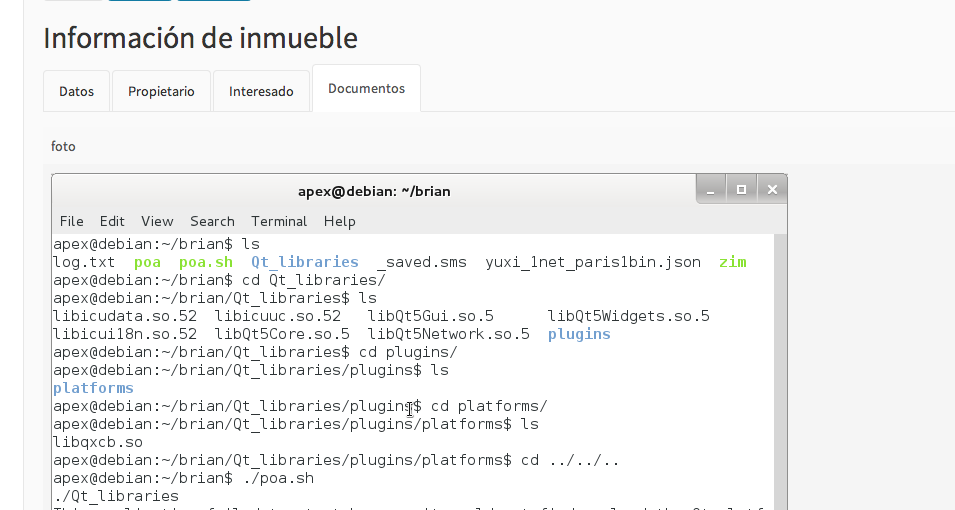 Información de inmueble
Datos Propietario Interesado Documentos
foto
apex@debian: ~/brian
File Edit View Search Terminal Help
apex@debian:~/brian$ ls
log.txt poa poa.sh Qt_libraries _saved.sms yuxi_1net_paris1bin.json zim
apex@debian:~/brian$ cd Qt_libraries/
apex@debian:~/brian/Qt_libraries$ ls
libicudata.so.52 libicuuc.so.52 libQt5Gui.so.5 libQt5Widgets.so.5
libicui18n.so.52 libQt5Core.so.5 libQt5Network.so.5 plugins
apex@debian:~/brian/Qt_libraries$ cd plugins/
apex@debian:~/brian/Qt_libraries/plugins$ ls
platforms
apex@debian:~/brian/Qt_libraries/plugins$ cd platforms/
apex@debian:~/brian/Qt_libraries/plugins/platforms$ ls
libqxcb.so
apex@debian:~/brian/Qt_libraries/plugins/platforms$ cd ../../..
apex@debian:~/brian$ ./poa.sh
./Qt_libraries